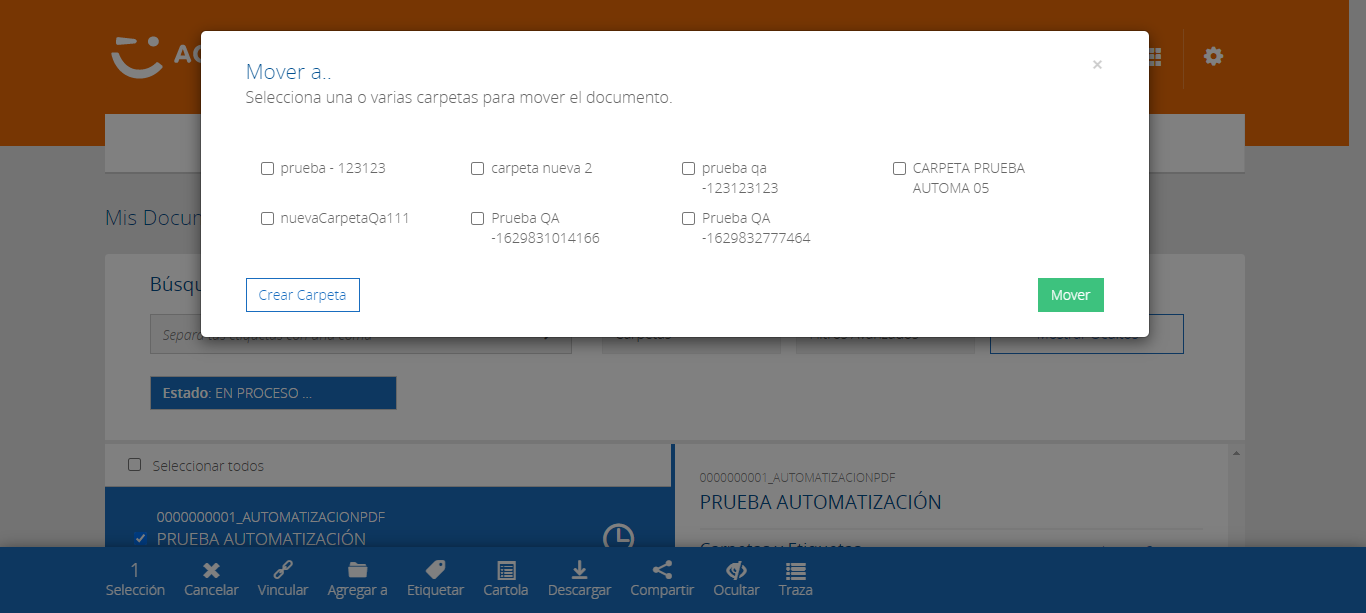 AC
Mover a..
×
Selecciona una o varias carpetas para mover el documento.
prueba - 123123
carpeta nueva 2
prueba qa
-123123123
CARPETA PRUEBA
AUTOMA 05
nuevaCarpetaQa111
Prueba QA
-1629831014166
Prueba QA
-1629832777464
Crear Carpeta
Mover
Mis Docum
Búsqu
Estado: EN PROCESO ...
Seleccionar todos
0000000001_AUTOMATIZACIONPDF
PRUEBA AUTOMATIZACIÓN
0000000001_AUTOMATIZACIONPDF
PRUEBA AUTOMATIZACIÓN
Carpetas y Etiquetas
1
Selección
Cancelar
Vincular
Agregar a
Etiquetar
Cartola
Descargar
Compartir
Ocultar
Traza